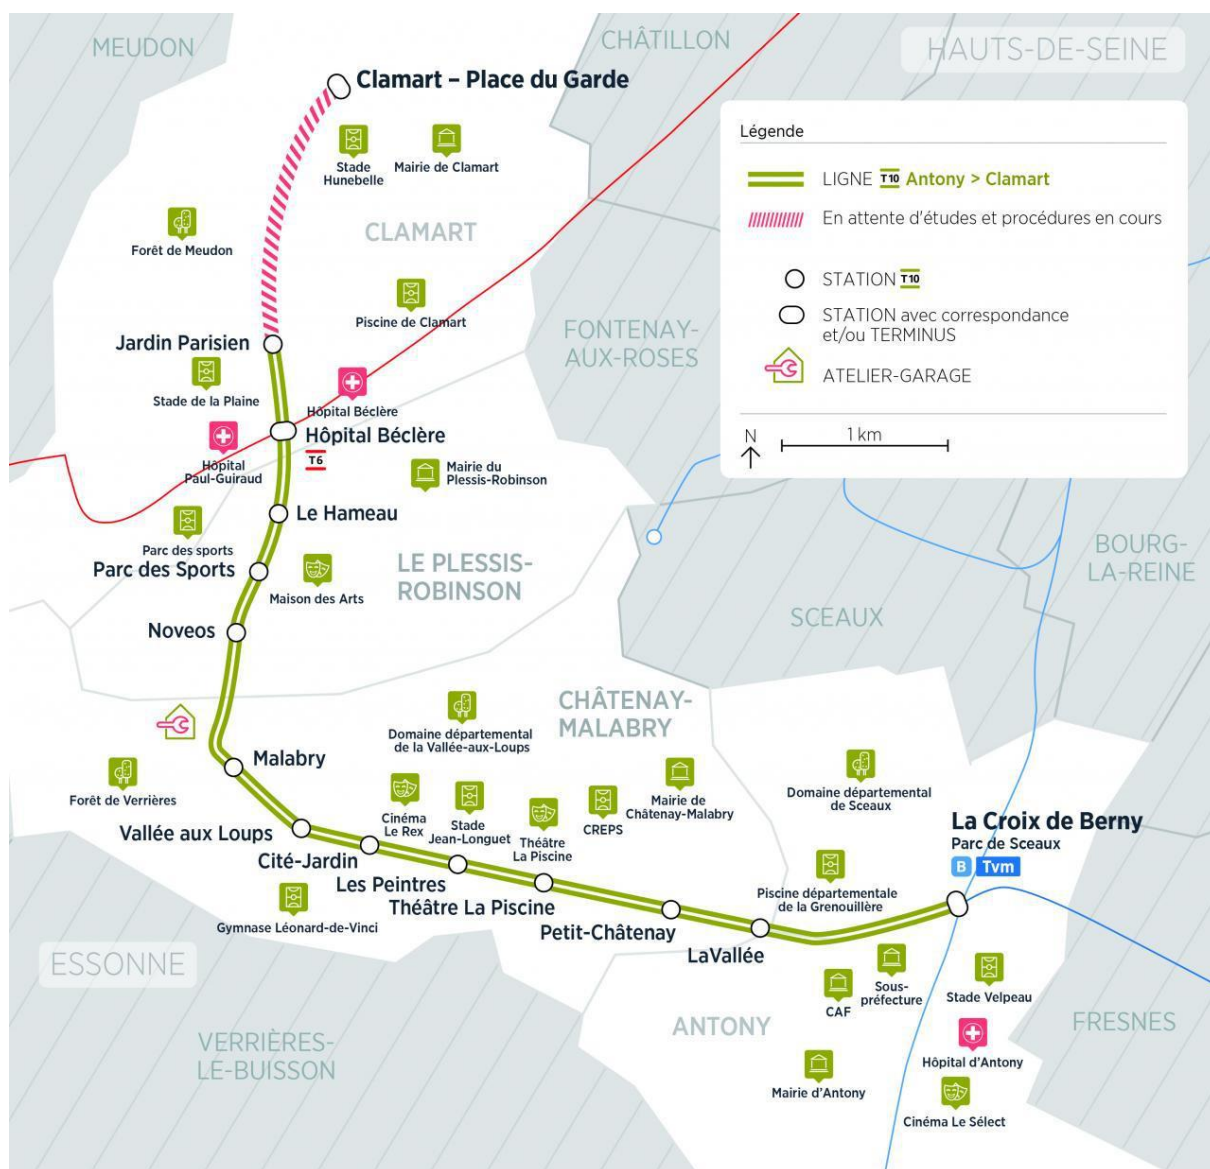 MEUDON
CHÂTILLON
HAUTS-DE-SEINE
Clamart – Place du Garde
Stade
Hunebelle
Mairie de Clamart
CLAMART
Forêt de Meudon
Piscine de Clamart
FONTENAY-
AUX-ROSES
Légende
LIGNE T10 Antony > Clamart
En attente d'études et procédures en cours
STATION T10
STATION avec correspondance
et/ou TERMINUS
ATELIER-GARAGE
N
1 km
Jardin Parisien
Stade de la Plaine
Hôpital Béclère
Hôpital Béclère
T6
Hôpital
Paul-Guiraud
Mairie du
Plessis-Robinson
Le Hameau
Parc des sports
Parc des Sports
Maison des Arts
LE PLESSIS-
ROBINSON
BOURG-
LA-REINE
SCEAUX
Noveos
CHÂTENAY-
MALABRY
Domaine départemental
de la Vallée-aux-Loups
Malabry
Forêt de Verrières
Cinéma
Le Rex
Stade
Jean-Longuet
Théâtre
La Piscine
CREPS
Mairie de
Châtenay-Malabry
Domaine départemental
de Sceaux
La Croix de Berny
Parc de Sceaux
B Tvm
Vallée aux Loups
Cité-Jardin
Les Peintres
Théâtre La Piscine
Petit-Châtenay
LaVallée
Piscine départementale
de la Grenouillère
Gymnase Léonard-de-Vinci
ESSONNE
VERRIÈRES-
LE-BUISSON
ANTONY
CAF
Sous-
préfecture
Stade Velpeau
FRESNES
Hôpital d'Antony
Mairie d'Antony
Cinéma Le Sélect